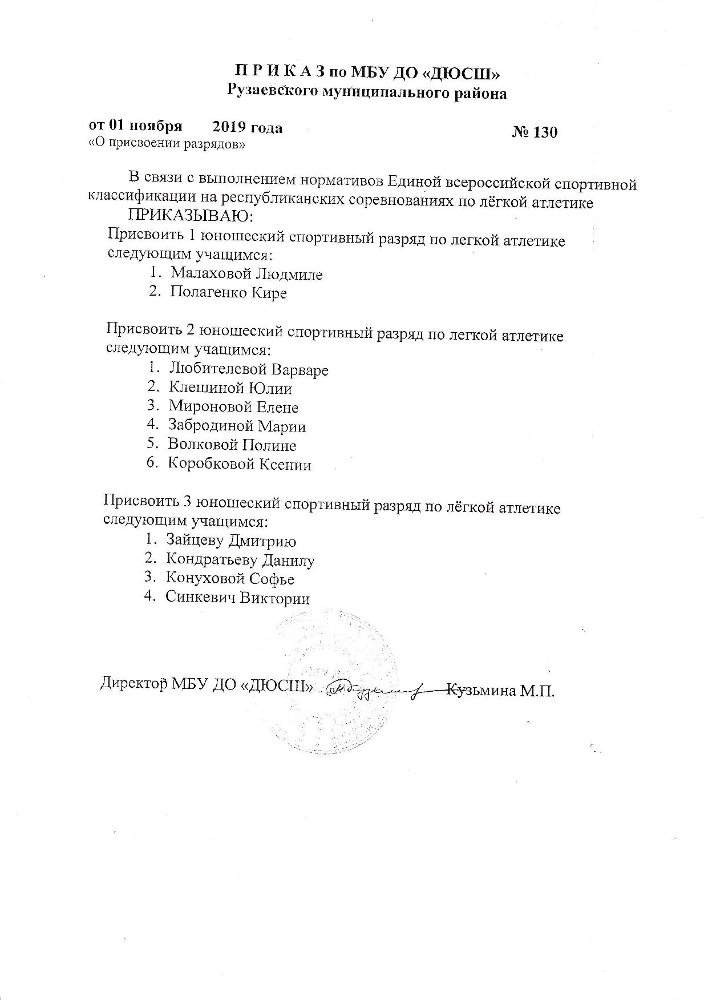 П Р И К А З по МБУ ДО «ДЮСШ»
Рузаевского муниципального района
от 01 ноября 2019 года № 130
«О присвоении разрядов»
В связи с выполнением нормативов Единой всероссийской спортивной
классификации на республиканских соревнованиях по лёгкой атлетике
ПРИКАЗЫВАЮ:
Присвоить 1 юношеский спортивный разряд по легкой атлетике
следующим учащимся:
1. Малаховой Людмиле
2. Полагенко Кире
Присвоить 2 юношеский спортивный разряд по легкой атлетике
следующим учащимся:
1. Любителевой Варваре
2. Клешиной Юлии
3. Мироновой Елене
4. Забродиной Марии
5. Волковой Полине
6. Коробковой Ксении
Присвоить 3 юношеский спортивный разряд по лёгкой атлетике
следующим учащимся:
1. Зайцеву Дмитрию
2. Кондратьеву Данилу
3. Конуховой Софье
4. Синкевич Виктории
Директор МБУ ДО «ДЮСШ» Кузьмина М.П.